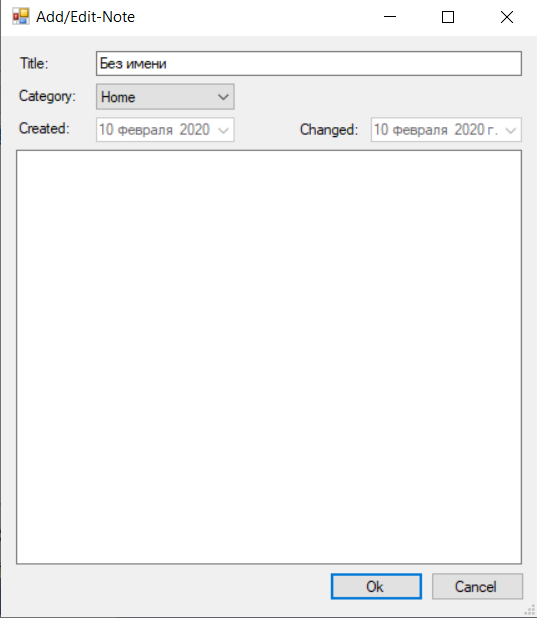 Add/Edit-Note
Title: Без имени
Category: Home
Created: 10 февраля 2020 Changed: 10 февраля 2020 г.
Ok Cancel